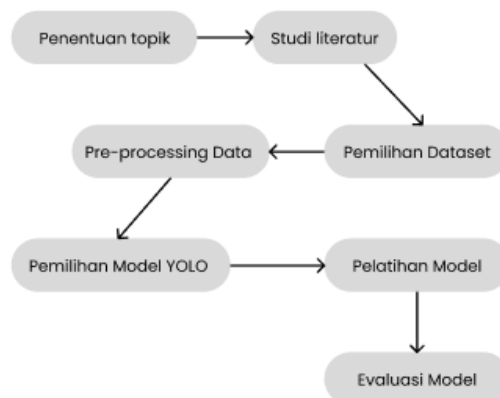 Penentuan topik
Studi literatur
Pemilihan Dataset
Pre-processing Data
Pemilihan Model YOLO
Pelatihan Model
Evaluasi Model